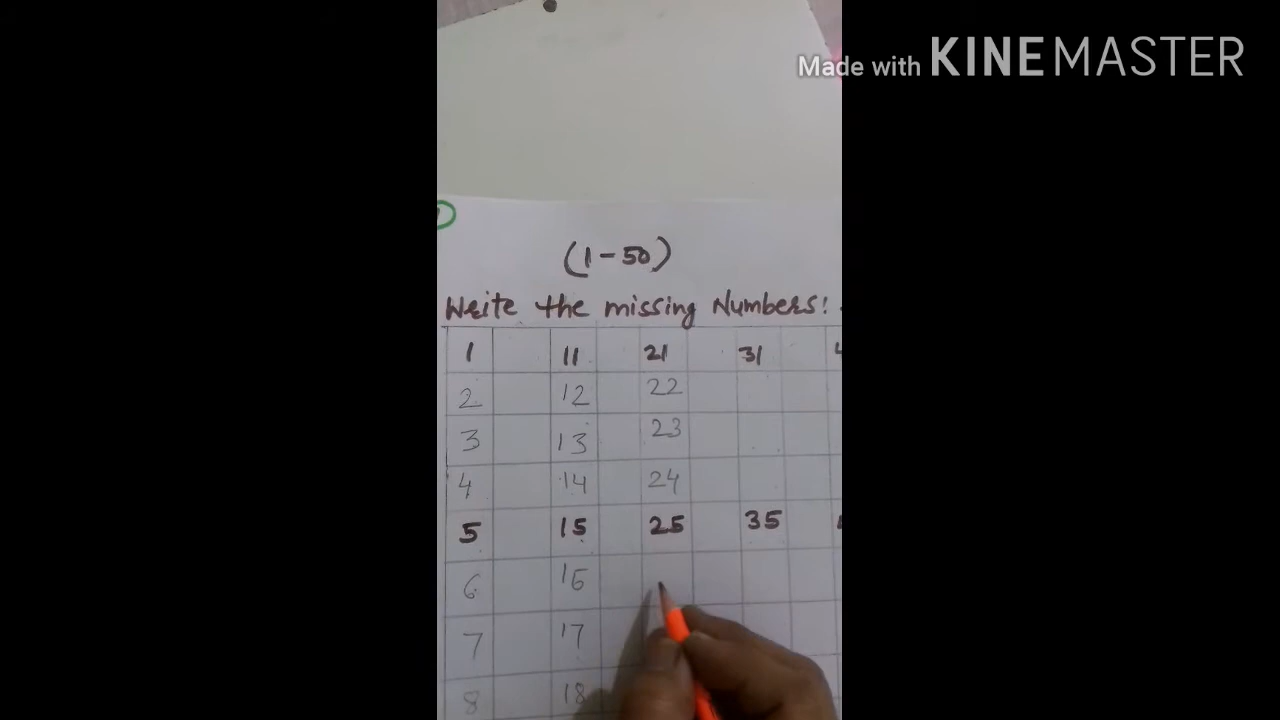 Made with KINEMASTER
(1-50)
Write the missing Numbers:
1 11 21 31
2 12 22
3 13 23
4 14 24
5 15 25 35
6 16
7 17
8 18